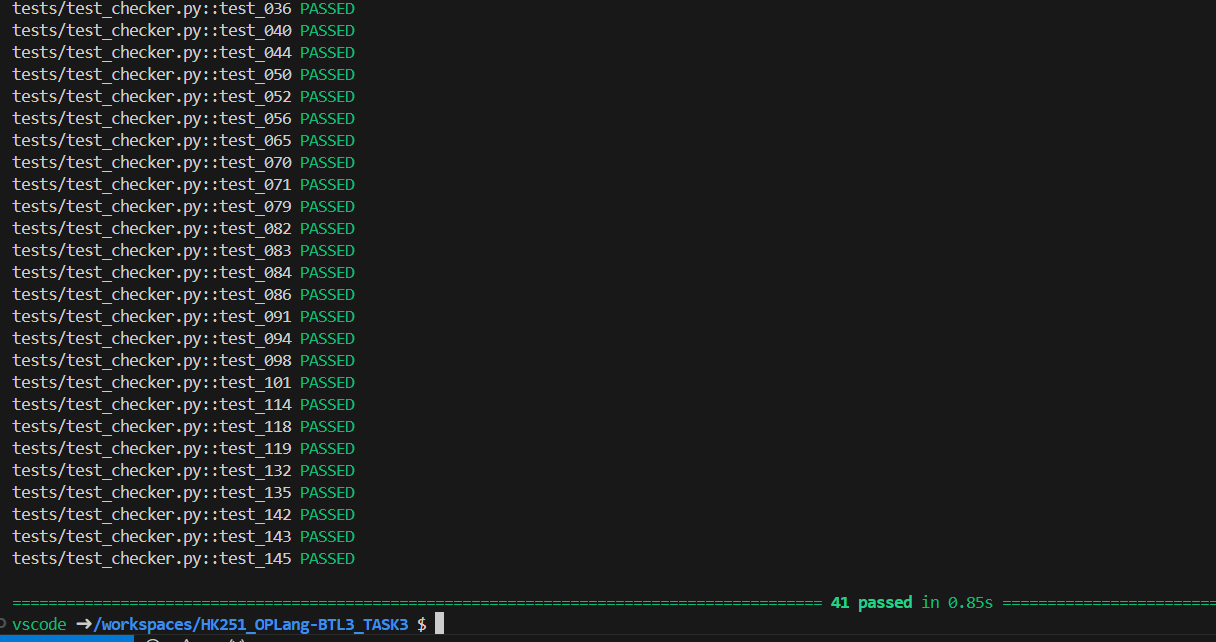 tests/test_checker.py::test_036 PASSED
tests/test_checker.py::test_040 PASSED
tests/test_checker.py::test_044 PASSED
tests/test_checker.py::test_050 PASSED
tests/test_checker.py::test_052 PASSED
tests/test_checker.py::test_056 PASSED
tests/test_checker.py::test_065 PASSED
tests/test_checker.py::test_070 PASSED
tests/test_checker.py::test_071 PASSED
tests/test_checker.py::test_079 PASSED
tests/test_checker.py::test_082 PASSED
tests/test_checker.py::test_083 PASSED
tests/test_checker.py::test_084 PASSED
tests/test_checker.py::test_086 PASSED
tests/test_checker.py::test_091 PASSED
tests/test_checker.py::test_094 PASSED
tests/test_checker.py::test_098 PASSED
tests/test_checker.py::test_101 PASSED
tests/test_checker.py::test_114 PASSED
tests/test_checker.py::test_118 PASSED
tests/test_checker.py::test_119 PASSED
tests/test_checker.py::test_132 PASSED
tests/test_checker.py::test_135 PASSED
tests/test_checker.py::test_142 PASSED
tests/test_checker.py::test_143 PASSED
tests/test_checker.py::test_145 PASSED
========================================================================================== 41 passed in 0.85s ========================
vscode ➜ /workspaces/HK251_OPLang-BTL3_TASK3 $